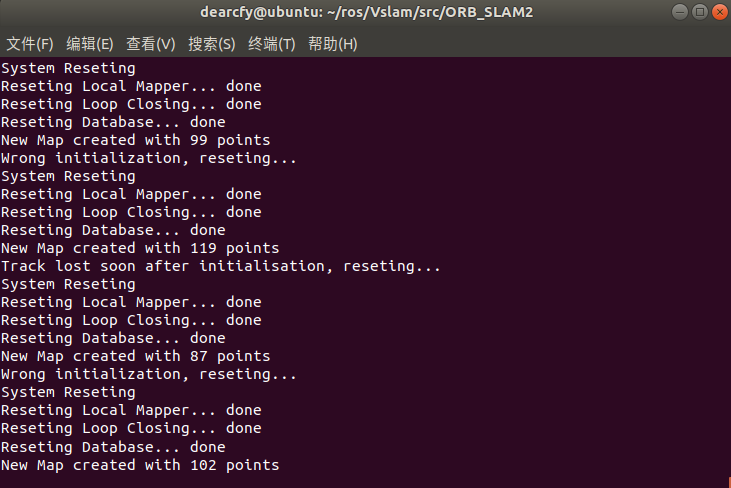 dearcfy@ubuntu: ~/ros/Vslam/src/ORB_SLAM2
文件(F) 编辑(E) 查看(V) 搜索(S) 终端(T) 帮助(H)
System Reseting
Reseting Local Mapper... done
Reseting Loop Closing... done
Reseting Database... done
New Map created with 99 points
Wrong initialization, reseting...
System Reseting
Reseting Local Mapper... done
Reseting Loop Closing... done
Reseting Database... done
New Map created with 119 points
Track lost soon after initialisation, reseting...
System Reseting
Reseting Local Mapper... done
Reseting Loop Closing... done
Reseting Database... done
New Map created with 87 points
Wrong initialization, reseting...
System Reseting
Reseting Local Mapper... done
Reseting Loop Closing... done
Reseting Database... done
New Map created with 102 points